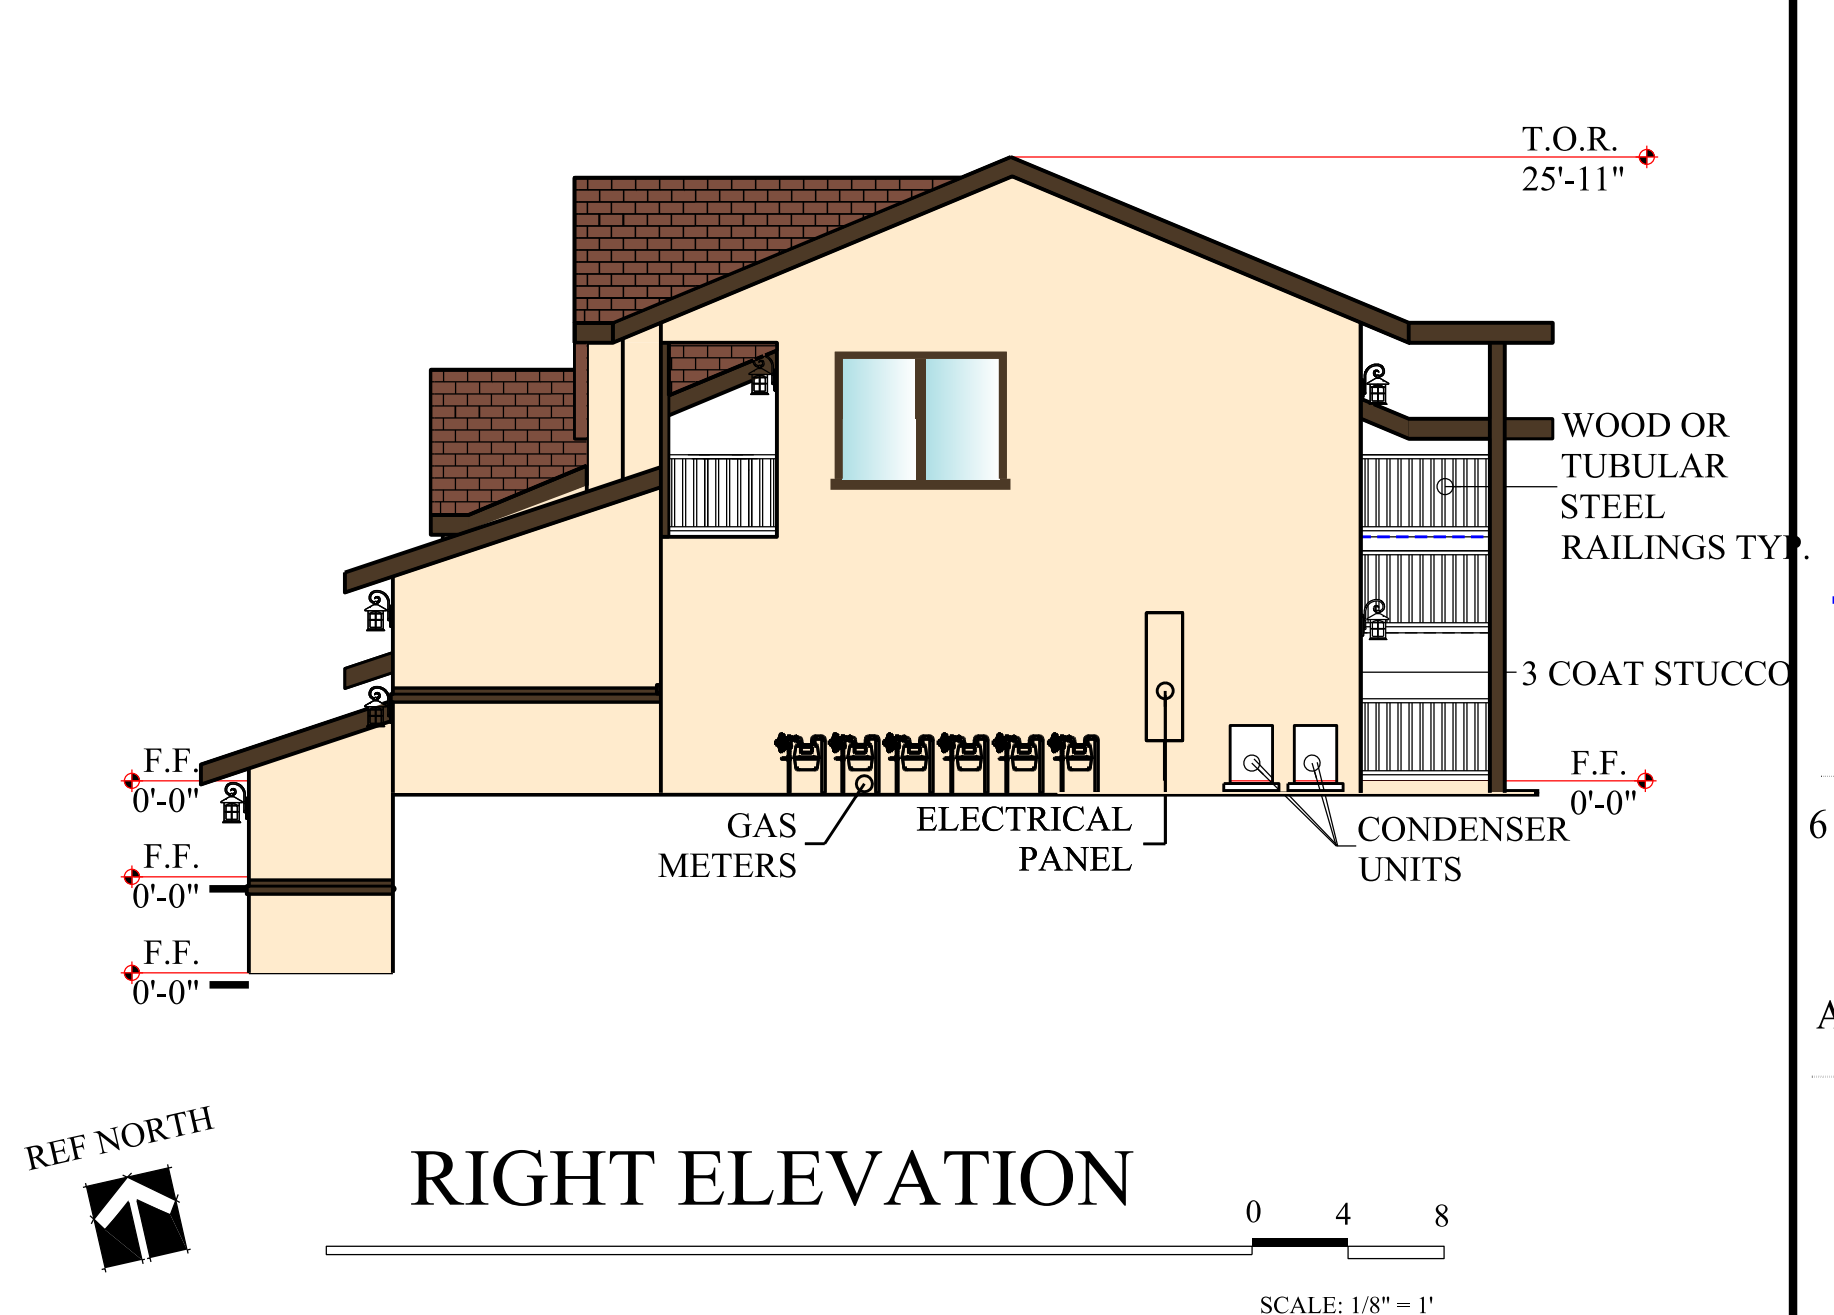 T.O.R.
25'-11"
WOOD OR
TUBULAR
STEEL
RAILINGS TYP.
3 COAT STUCCO
F.F.
0'-0"
F.F.
0'-0"
F.F.
0'-0"
F.F.
0'-0"
GAS
METERS
ELECTRICAL
PANEL
CONDENSER
UNITS
6
A
REF NORTH
RIGHT ELEVATION
0 4 8
SCALE: 1/8" = 1'